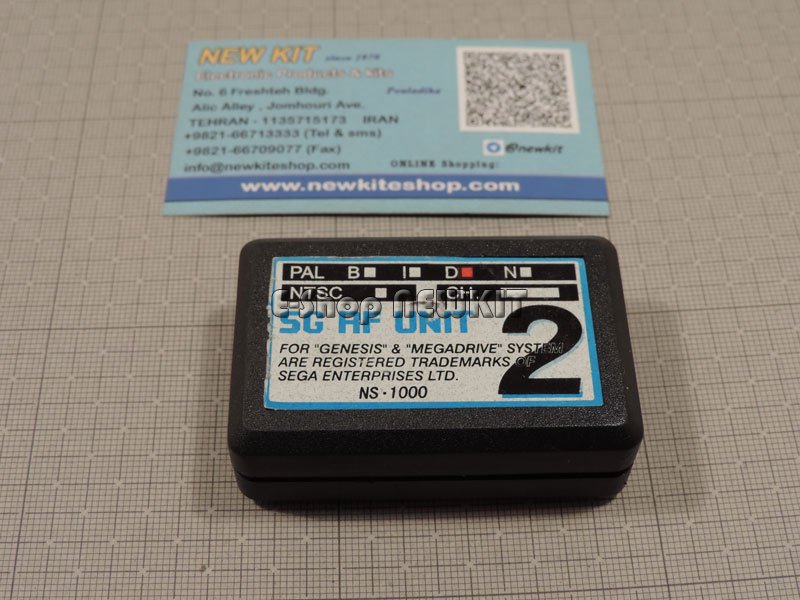 NEW KIT since 1970
Electronic Products & kits
No. 6 Freshteh Bldg. Pouladike
Alic Alley , Jomhouri Ave.
TEHRAN - 1135715173 IRAN
+9821-66713333 (Tel & sms)
+9821-66709077 (Fax)
@newkit
info@newkiteshop.com ONLINE Shopping:
www.newkiteshop.com
PAL B I D N
NTSC CH
E-Shop NEWKIT
SG RF UNIT 2
FOR "GENESIS" & "MEGADRIVE" SYSTEM
ARE REGISTERED TRADEMARKS OF
SEGA ENTERPRISES LTD.
NS·1000